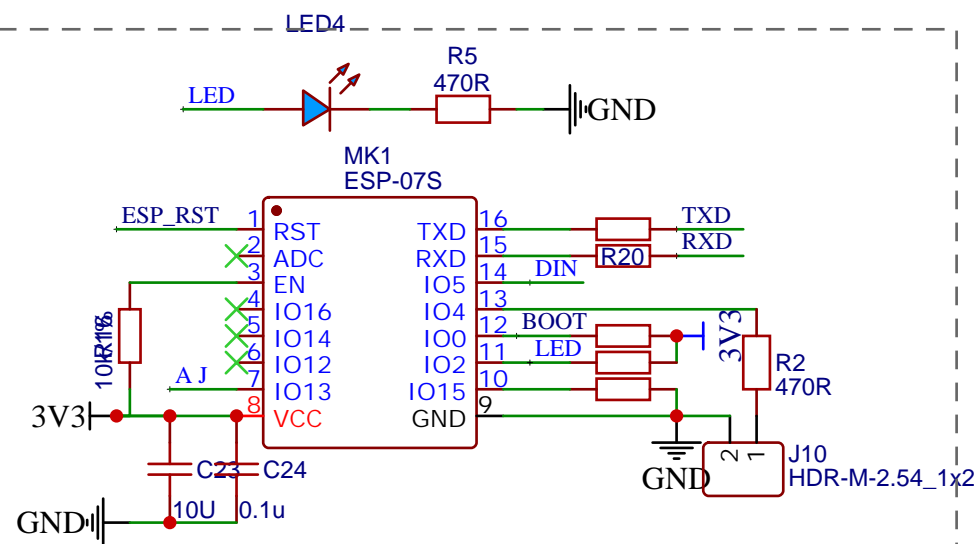 LED4
R5
470R
LED
GND
MK1
ESP-07S
ESP_RST
1
RST
2
ADC
3
EN
4
IO16
5
IO14
6
IO12
A J
7
IO13
8
VCC
TXD
16
TXD
RXD
15
R20
RXD
IO5
14
DIN
IO4
13
IO0
12
BOOT
IO2
11
LED
IO15
10
GND
9
3V3
R2
470R
3V3
C23
C24
10U
0.1u
GND
GND
2
1
J10
HDR-M-2.54_1x2